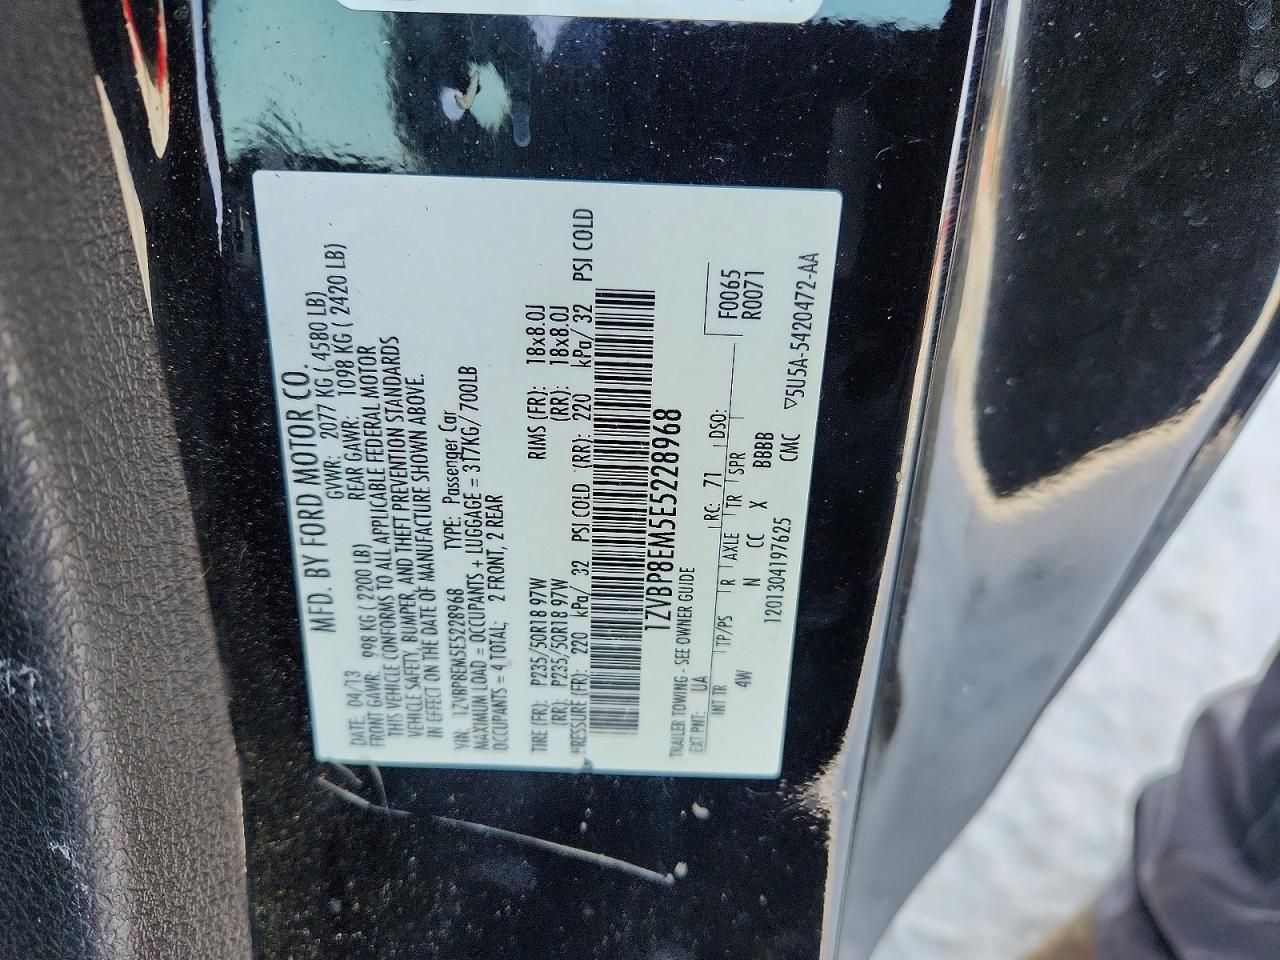 MFD. BY FORD MOTOR CO.
DATE: 04/13 GVWR: 2077 KG ( 4580 LB)
FRONT GAWR: 998 KG ( 2200 LB) REAR GAWR: 1098 KG ( 2420 LB)
THIS VEHICLE CONFORMS TO ALL APPLICABLE FEDERAL MOTOR
VEHICLE SAFETY, BUMPER, AND THEFT PREVENTION STANDARDS
IN EFFECT ON THE DATE OF MANUFACTURE SHOWN ABOVE.
VIN: 1ZVBP8EM5E5228968 TYPE: Passenger Car
MAXIMUM LOAD = OCCUPANTS + LUGGAGE = 317KG/ 700LB
OCCUPANTS = 4 TOTAL; 2 FRONT, 2 REAR
TIRE (FR): P235/50R18 97W RIMS (FR): 18x8.0J
(RR): P235/50R18 97W (RR): 18x8.0J
PRESSURE (FR): 220 kPa/ 32 PSI COLD (RR): 220 kPa/ 32 PSI COLD
1ZVBP8EM5E5228968
TRAILER TOWING - SEE OWNER GUIDE
EXT PNT: UA RC: 71 DSO: F0065
INT TR TP/PS R AXLE TR SPR R0071
4W N CC X BBBB
1201304197625 CMC ▽5U5A-5420472-AA